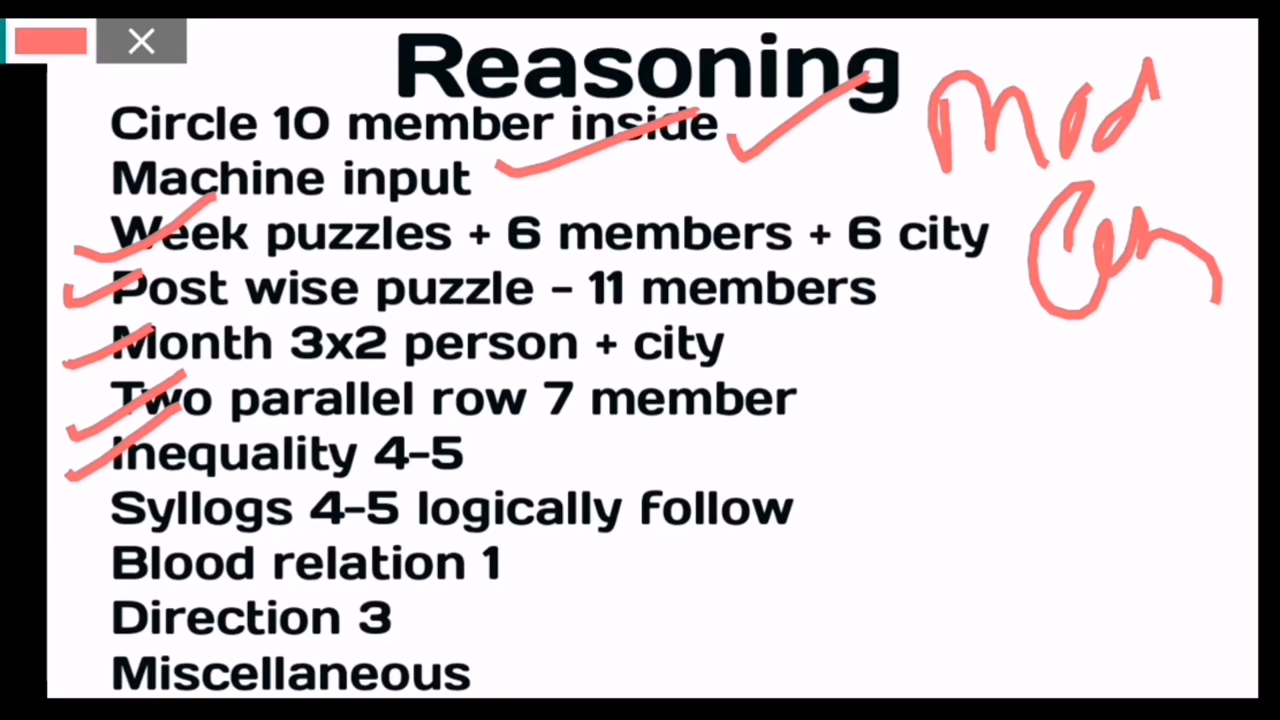 Reasoning
Circle 10 member inside
Machine input
Week puzzles + 6 members + 6 city
Post wise puzzle - 11 members
Month 3x2 person + city
Two parallel row 7 member
Inequality 4-5
Syllogs 4-5 logically follow
Blood relation 1
Direction 3
Miscellaneous